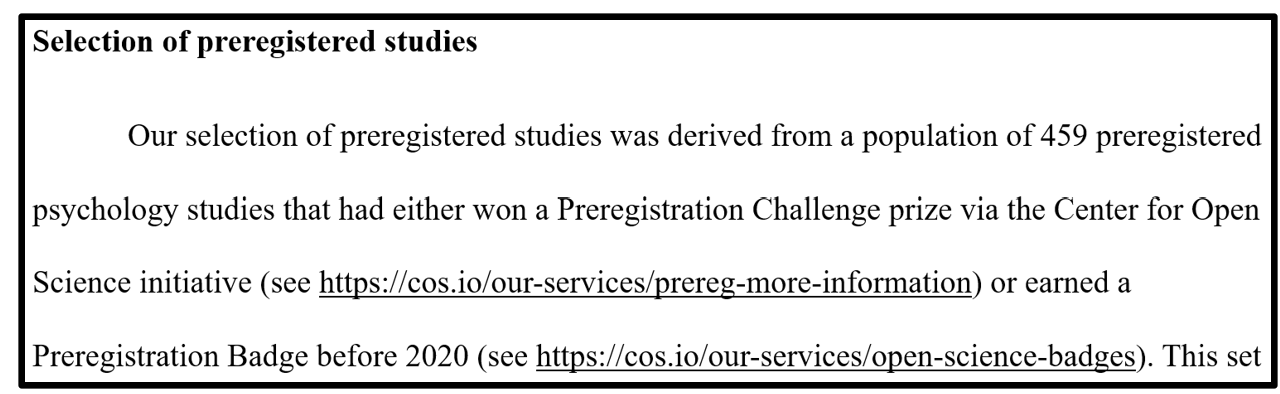 Selection of preregistered studies
Our selection of preregistered studies was derived from a population of 459 preregistered
psychology studies that had either won a Preregistration Challenge prize via the Center for Open
Science initiative (see https://cos.io/our-services/prereg-more-information) or earned a
Preregistration Badge before 2020 (see https://cos.io/our-services/open-science-badges). This set